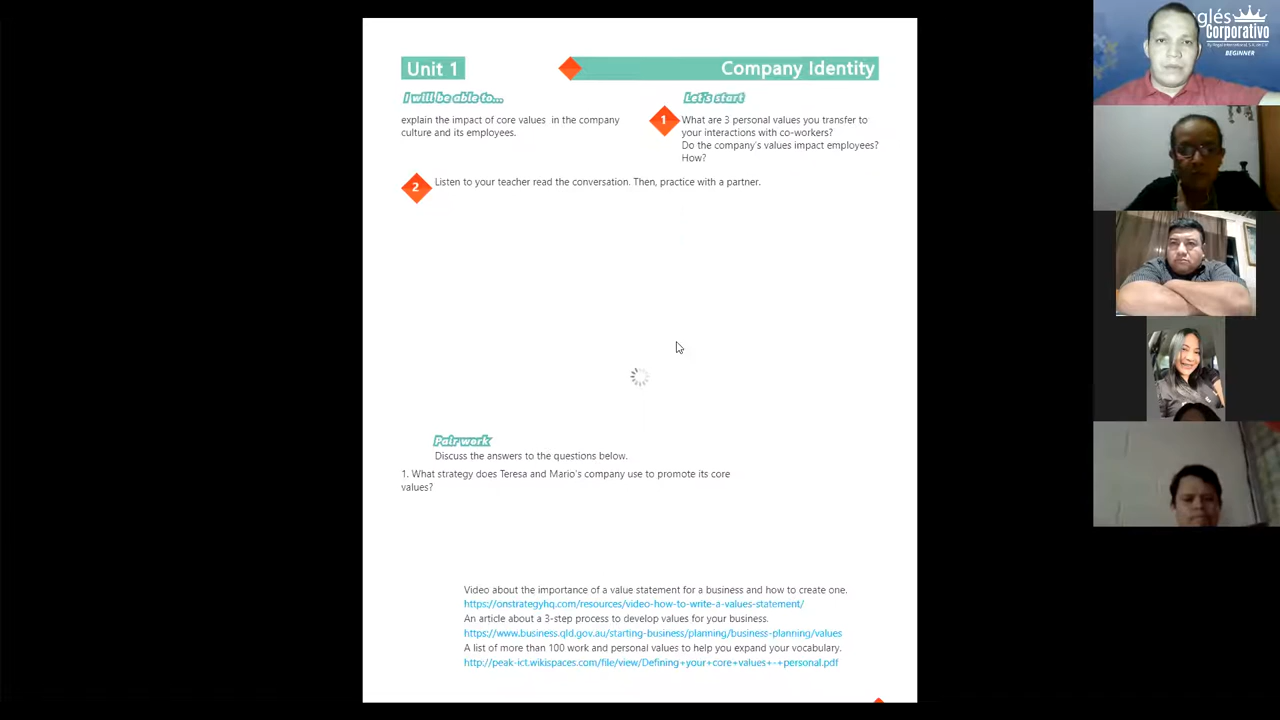 Unit 1
Company Identity
I will be able to...
explain the impact of core values in the company
culture and its employees.
Let's start
1
What are 3 personal values you transfer to
your interactions with co-workers?
Do the company's values impact employees?
How?
2
Listen to your teacher read the conversation. Then, practice with a partner.
Pair work
Discuss the answers to the questions below.
1. What strategy does Teresa and Mario's company use to promote its core
values?
Video about the importance of a value statement for a business and how to create one.
https://onstrategyhq.com/resources/video-how-to-write-a-values-statement/
An article about a 3-step process to develop values for your business.
https://www.business.qld.gov.au/starting-business/planning/business-planning/values
A list of more than 100 work and personal values to help you expand your vocabulary.
http://peak-ict.wikispaces.com/file/view/Defining+your+core+values+-+personal.pdf
glés
Corporativo
BEGINNER